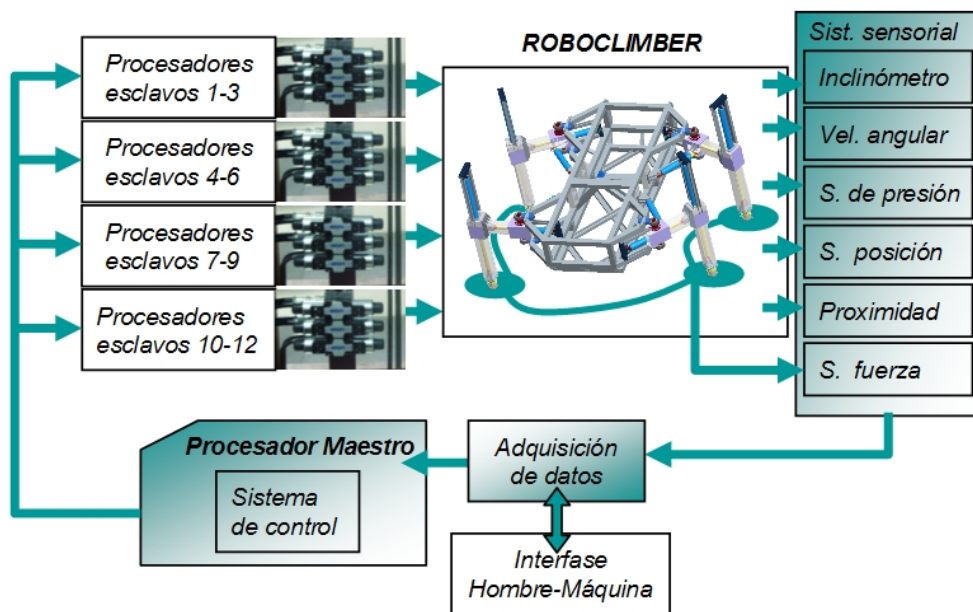 Procesadores
esclavos 1-3
Procesadores
esclavos 4-6
Procesadores
esclavos 7-9
Procesadores
esclavos 10-12
ROBOCLIMBER
Sist. sensorial
Inclinómetro
Vel. angular
S. de presión
S. posición
Proximidad
S. fuerza
Procesador Maestro
Sistema
de control
Adquisición
de datos
Interfase
Hombre-Máquina